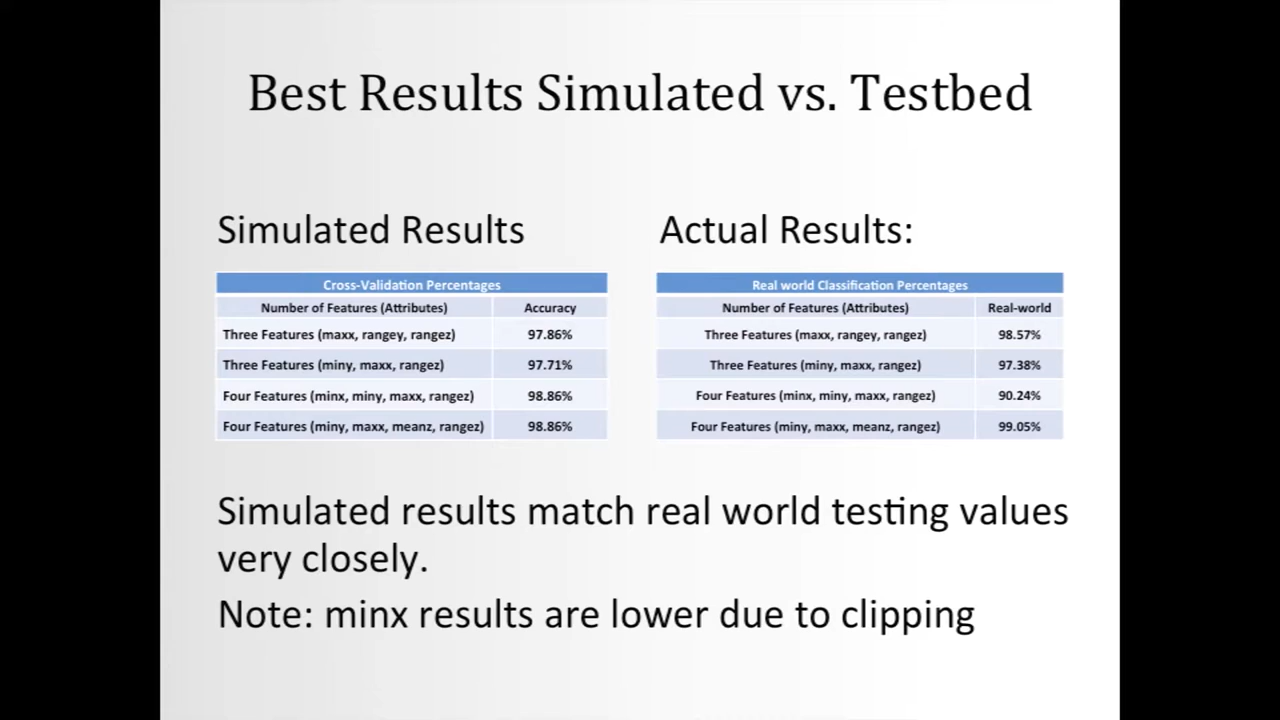 Best Results Simulated vs. Testbed
Simulated Results
Cross-Validation Percentages
Number of Features (Attributes) Accuracy
Three Features (maxx, rangey, rangez) 97.86%
Three Features (miny, maxx, rangez) 97.71%
Four Features (minx, miny, maxx, rangez) 98.86%
Four Features (miny, maxx, meanz, rangez) 98.86%
Actual Results:
Real world Classification Percentages
Number of Features (Attributes) Real-world
Three Features (maxx, rangey, rangez) 98.57%
Three Features (miny, maxx, rangez) 97.38%
Four Features (minx, miny, maxx, rangez) 90.24%
Four Features (miny, maxx, meanz, rangez) 99.05%
Simulated results match real world testing values
very closely.
Note: minx results are lower due to clipping